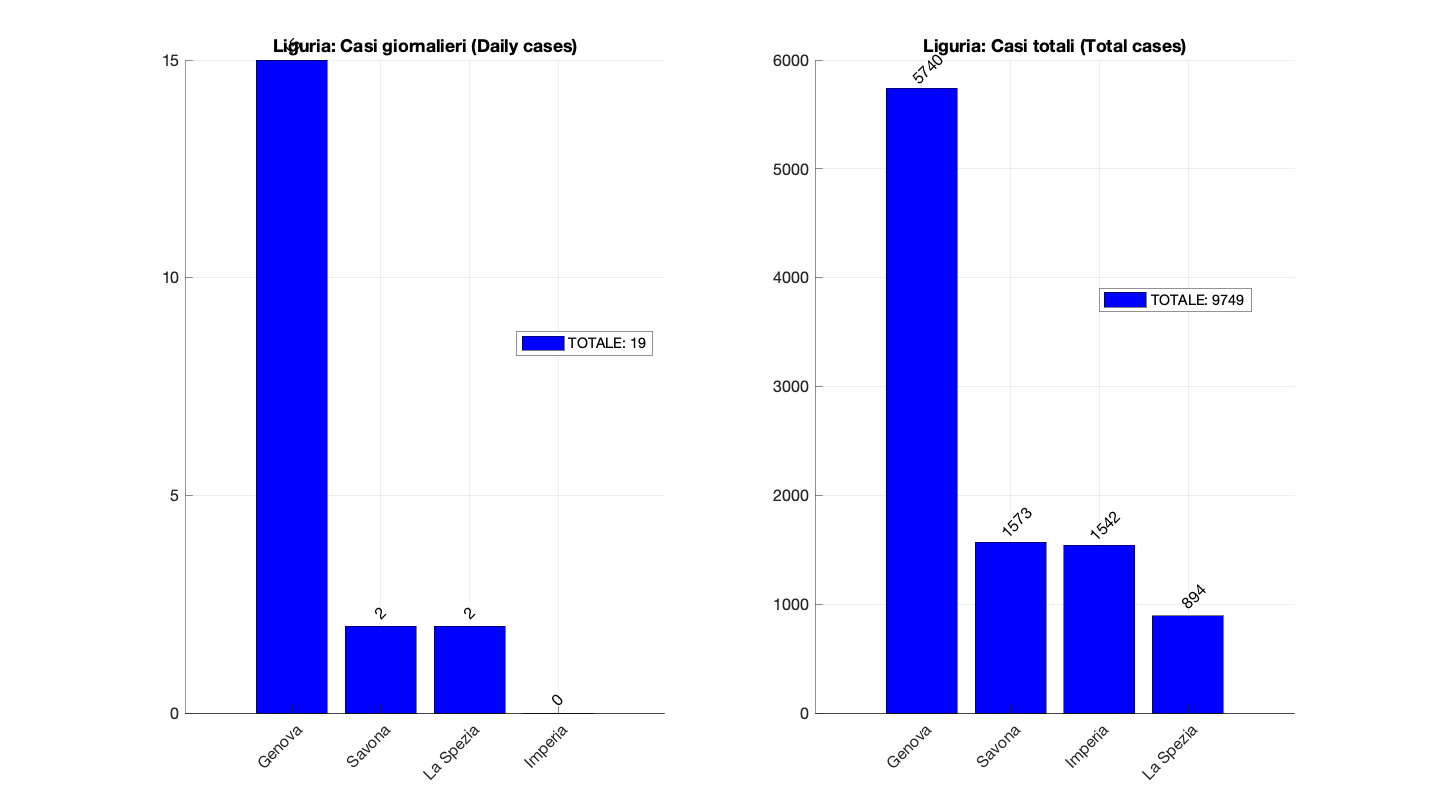 Liguria: Casi giornalieri (Daily cases)
15
10
5
0
2
2
0
TOTALE: 19
Genova
Savona
La Spezia
Imperia
Liguria: Casi totali (Total cases)
6000
5000
4000
3000
2000
1000
0
5740
1573
1542
894
TOTALE: 9749
Genova
Savona
Imperia
La Spezia